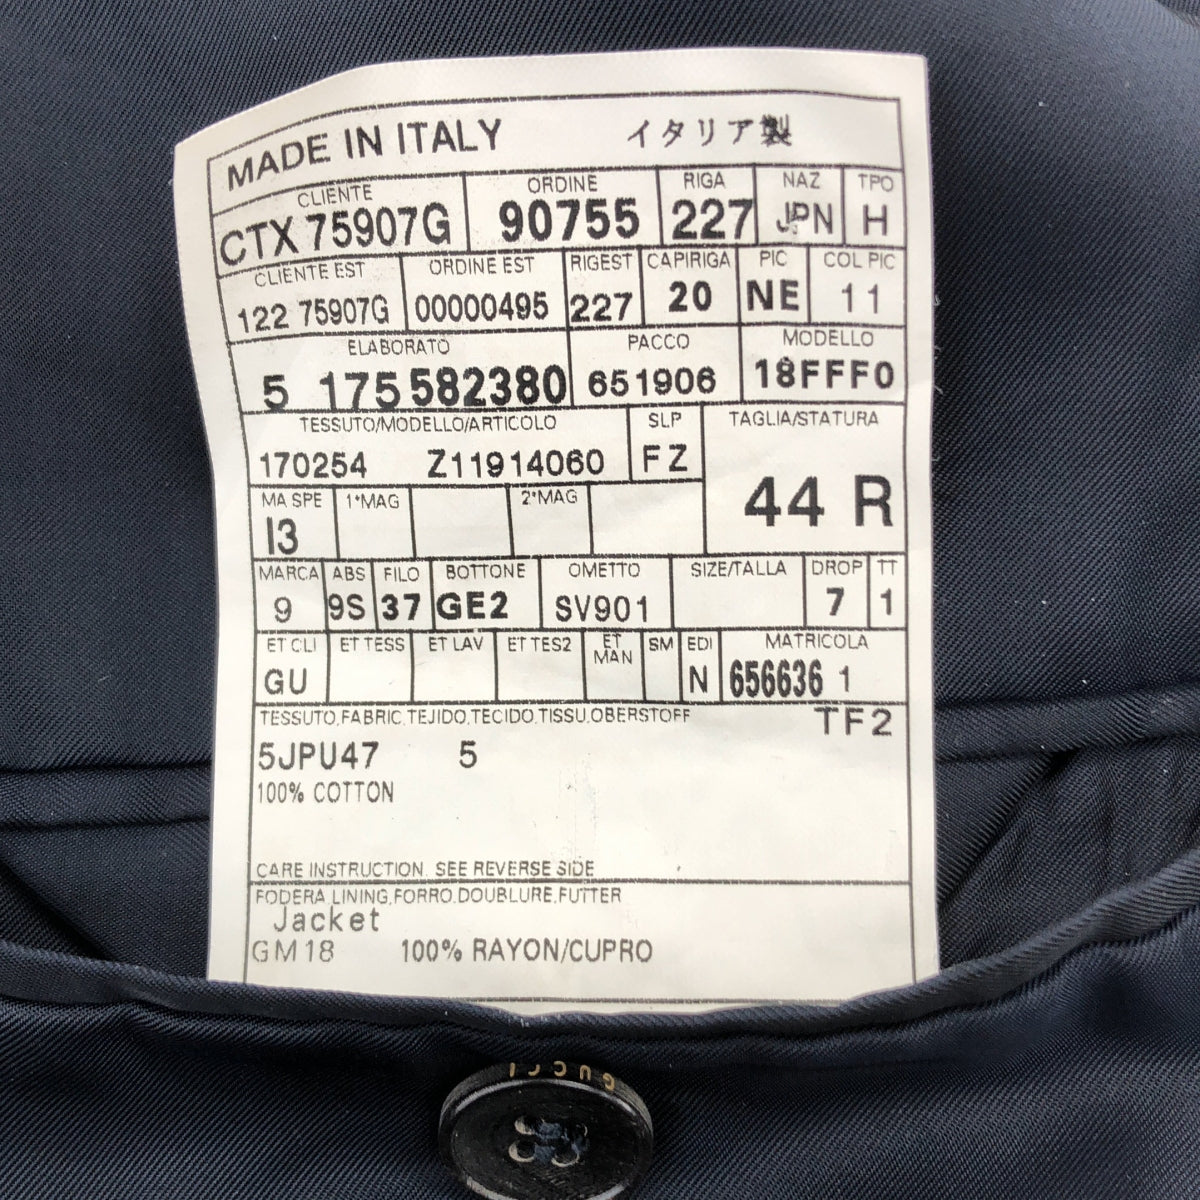 MADE IN ITALY イタリア製
CLIENTE ORDINE RIGA NAZ TPO
CTX 75907G 90755 227 JPN H
CLIENTE EST ORDINE EST RIGEST CAPIRIGA PIC COL PIC
122 75907G 00000495 227 20 NE 11
ELABORATO PACCO MODELLO
5 175 582380 651906 18FFF0
TESSUTO/MODELLO/ARTICOLO SLP TAGLIA/STATURA
170254 Z11914060 FZ
44 R
MA SPE 1°MAG 2°MAG
I3
MARCA ABS FILO BOTTONE OMETTO SIZE/TALLA DROP TT
9 9S 37 GE2 SV901 7 1
ET CLI ET TESS ET LAV ET TES2 ET MAN SM EDI MATRICOLA
GU N 656636 1
TESSUTO,FABRIC,TEJIDO,TECIDO,TISSU,OBERSTOFF TF2
5JPU47 5
100% COTTON
CARE INSTRUCTION. SEE REVERSE SIDE
FODERA LINING,FORRO,DOUBLURE,FUTTER
Jacket
GM18 100% RAYON/CUPRO
GUCCI